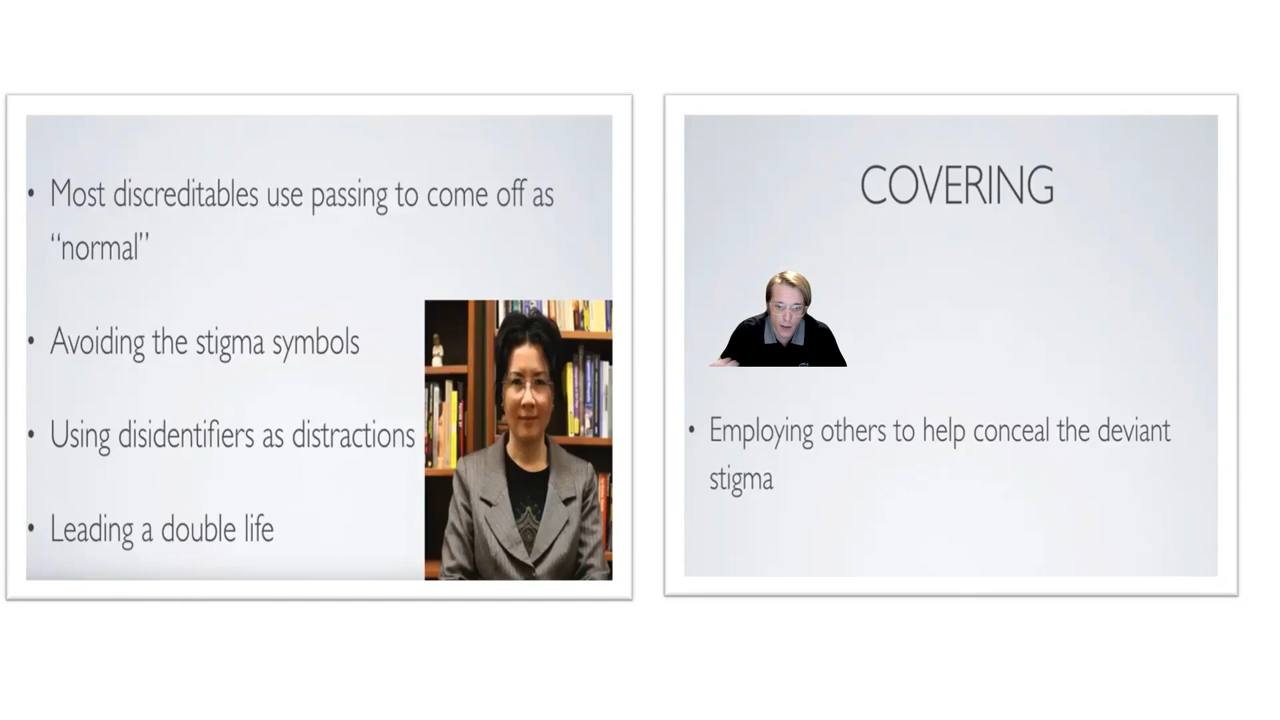 • Most discreditables use passing to come off as
“normal”
• Avoiding the stigma symbols
• Using disidentifiers as distractions
• Leading a double life
COVERING
• Employing others to help conceal the deviant
stigma